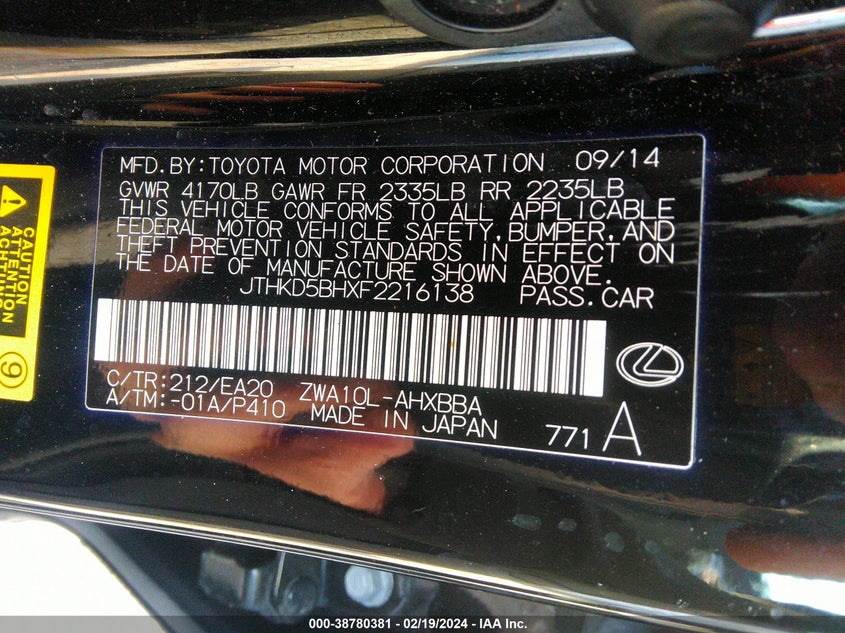 MFD.BY:TOYOTA MOTOR CORPORATION 09/14
GVWR 4170LB GAWR FR 2335LB RR 2235LB
THIS VEHICLE CONFORMS TO ALL APPLICABLE
FEDERAL MOTOR VEHICLE SAFETY,BUMPER,AND
THEFT PREVENTION STANDARDS IN EFFECT ON
THE DATE OF MANUFACTURE SHOWN ABOVE.
JTHKD5BHXF2216138 PASS.CAR
C/TR:212/EA20 ZWA10L-AHXBBA
A/TM:-01A/P410 MADE IN JAPAN
771 A
CAUTION
ATTENTION
ACHTUNG
9
000-38780381 - 02/19/2024 - IAA Inc.